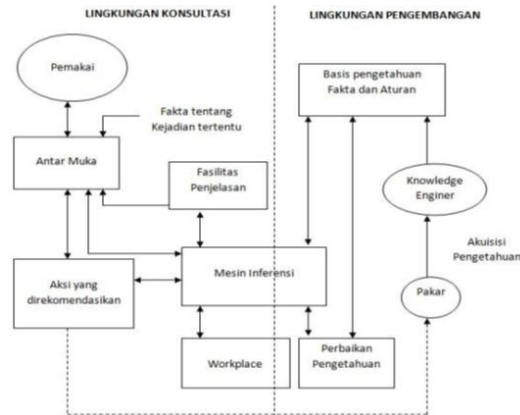 LINGKUNGAN KONSULTASI
LINGKUNGAN PENGEMBANGAN
Pemakai
Basis pengetahuan
Fakta dan Aturan
Fakta tentang
Kejadian tertentu
Antar Muka
Fasilitas
Penjelasan
Knowledge
Enginer
Akuisisi
Pengetahuan
Aksi yang
direkomendasikan
Mesin Inferensi
Pakar
Workplace
Perbaikan
Pengetahuan